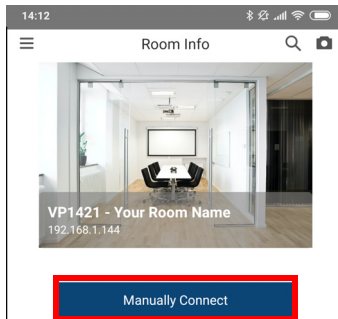 14:12
Room Info
VP1421 - Your Room Name
192.168.1.144
Manually Connect